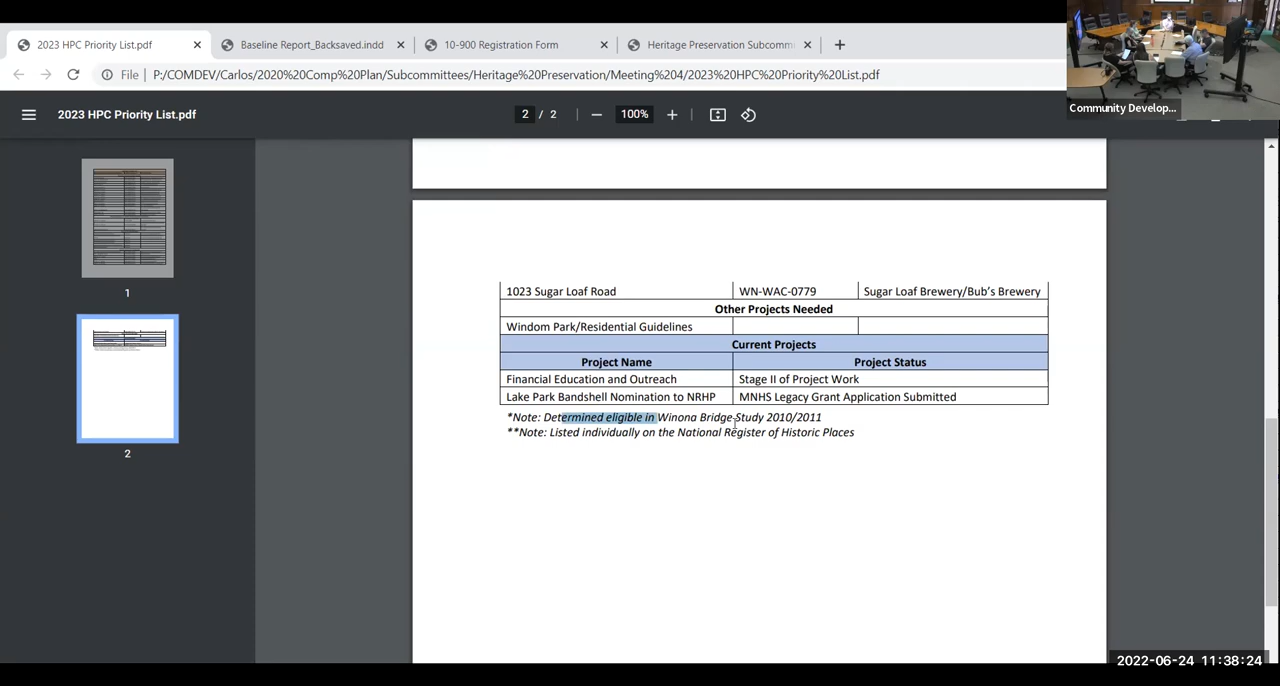 2023 HPC Priority List.pdf
Baseline Report_Backsaved.indd
10-900 Registration Form
Heritage Preservation Subcomm
File
P:/COMDEV/Carlos/2020%20Comp%20Plan/Subcommittees/Heritage%20Preservation/Meeting%204/2023%20HPC%20Priority%20List.pdf
Community Develop...
2023 HPC Priority List.pdf
2 / 2
100%
1
2
1023 Sugar Loaf Road WN-WAC-0779 Sugar Loaf Brewery/Bub's Brewery
Other Projects Needed
Windom Park/Residential Guidelines
Current Projects
Project Name Project Status
Financial Education and Outreach Stage II of Project Work
Lake Park Bandshell Nomination to NRHP MNHS Legacy Grant Application Submitted
*Note: Determined eligible in Winona Bridge Study 2010/2011
**Note: Listed individually on the National Register of Historic Places
2022-06-24 11:38:24